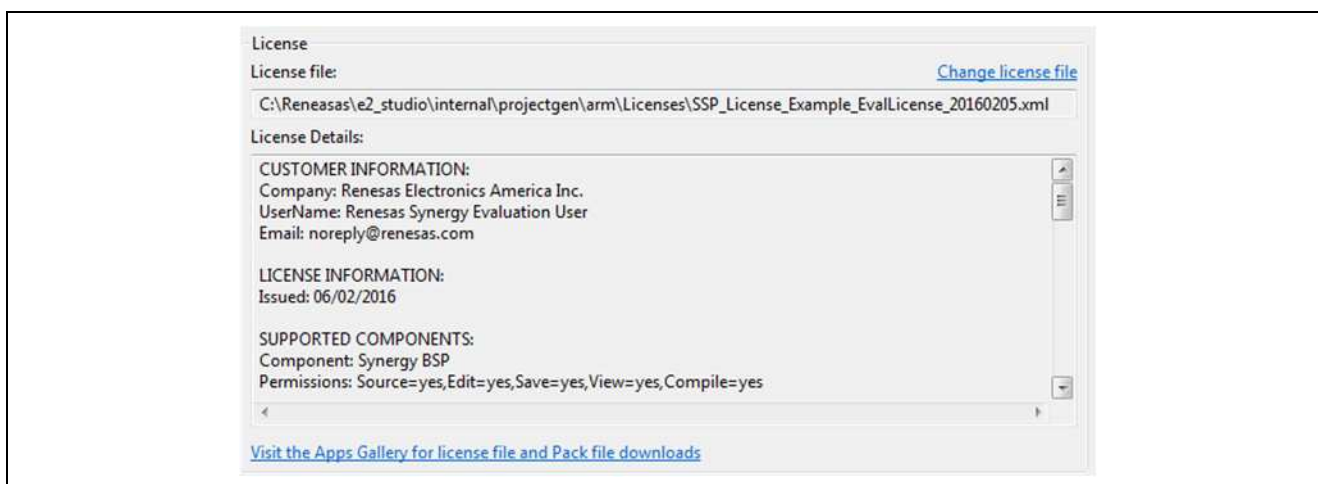 License
License file:
Change license file
C:\Reneasas\e2_studio\internal\projectgen\arm\Licenses\SSP_License_Example_EvalLicense_20160205.xml
License Details:
CUSTOMER INFORMATION:
Company: Renesas Electronics America Inc.
UserName: Renesas Synergy Evaluation User
Email: noreply@renesas.com
LICENSE INFORMATION:
Issued: 06/02/2016
SUPPORTED COMPONENTS:
Component: Synergy BSP
Permissions: Source=yes,Edit=yes,Save=yes,View=yes,Compile=yes
Visit the Apps Gallery for license file and Pack file downloads